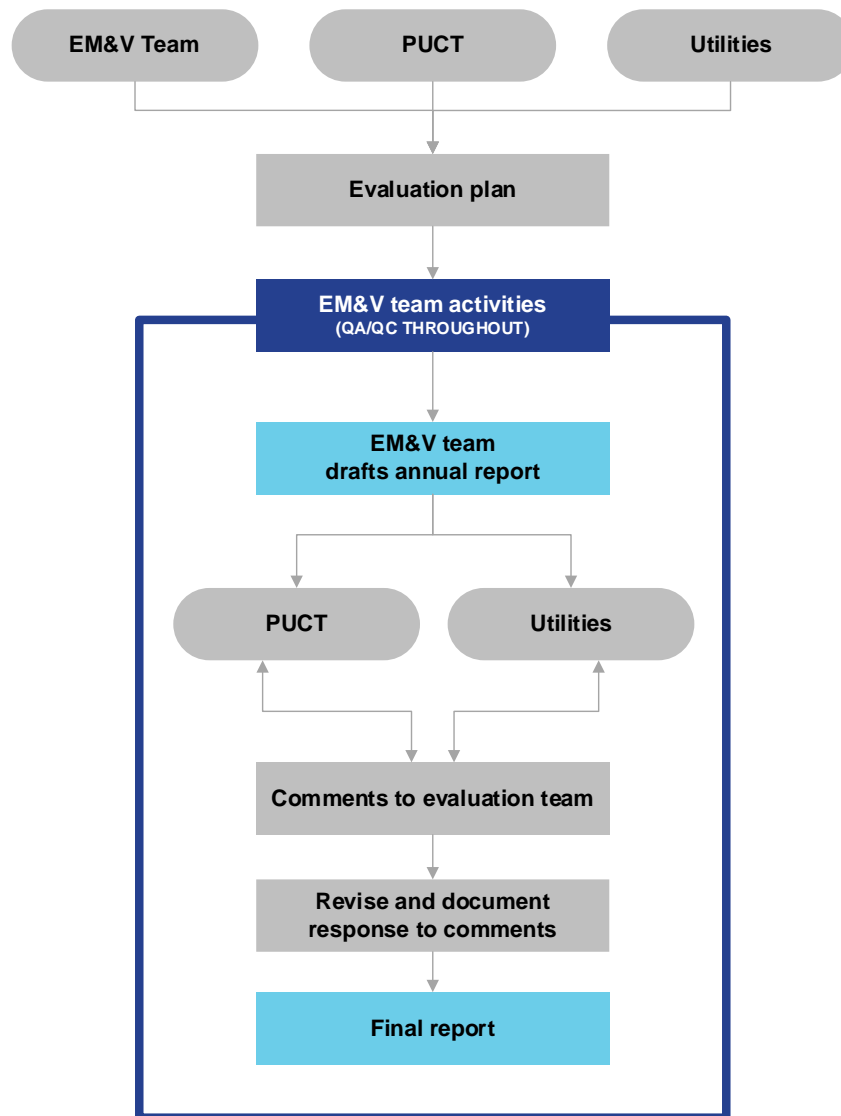 EM&V Team
PUCT
Utilities
Evaluation plan
EM&V team activities
(QA/QC THROUGHOUT)
EM&V team
drafts annual report
PUCT
Utilities
Comments to evaluation team
Revise and document
response to comments
Final report